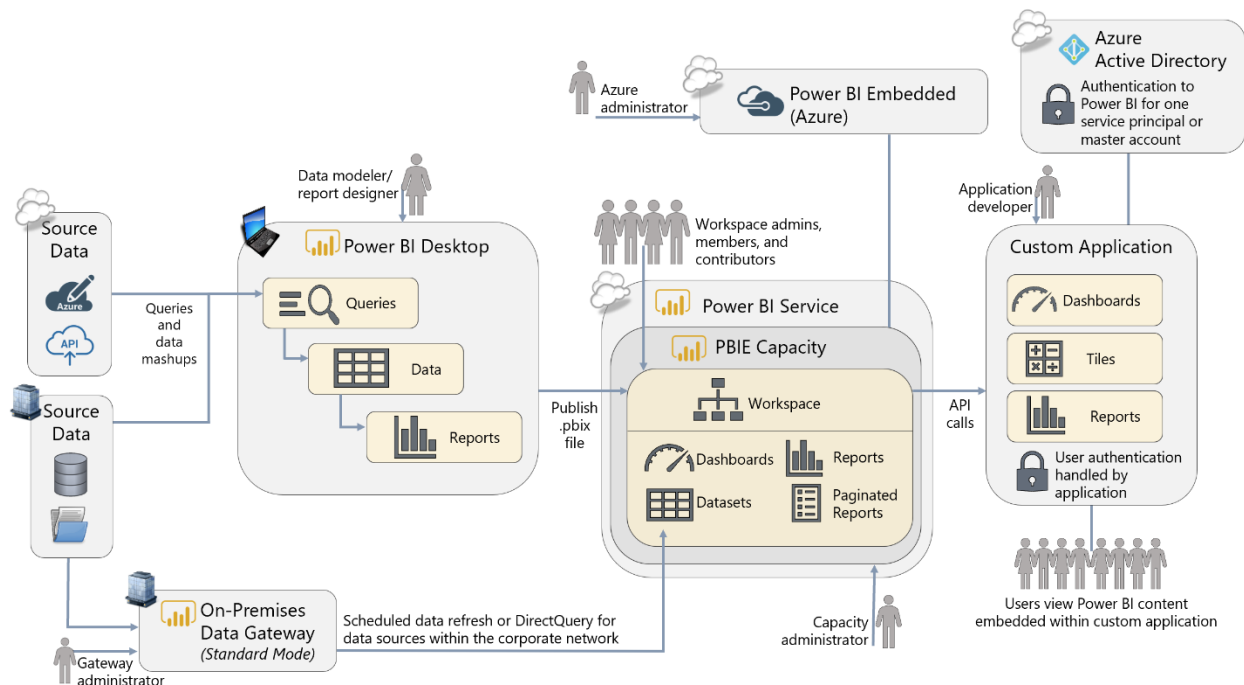 Azure
Active Directory
Authentication to
Power BI for one
service principal or
master account
Azure
administrator
Power BI Embedded
(Azure)
Data modeler/
report designer
Application
developer
Workspace admins,
members, and
contributors
Source
Data
Azure
API
Queries
and
data
mashups
Power BI Desktop
Queries
Data
Reports
Publish
.pbix
file
Power BI Service
PBIE Capacity
Workspace
Dashboards
Reports
Datasets
Paginated
Reports
API
calls
Custom Application
Dashboards
Tiles
Reports
User authentication
handled by
application
Source
Data
On-Premises
Data Gateway
(Standard Mode)
Gateway
administrator
Scheduled data refresh or DirectQuery for
data sources within the corporate network
Capacity
administrator
Users view Power BI content
embedded within custom application